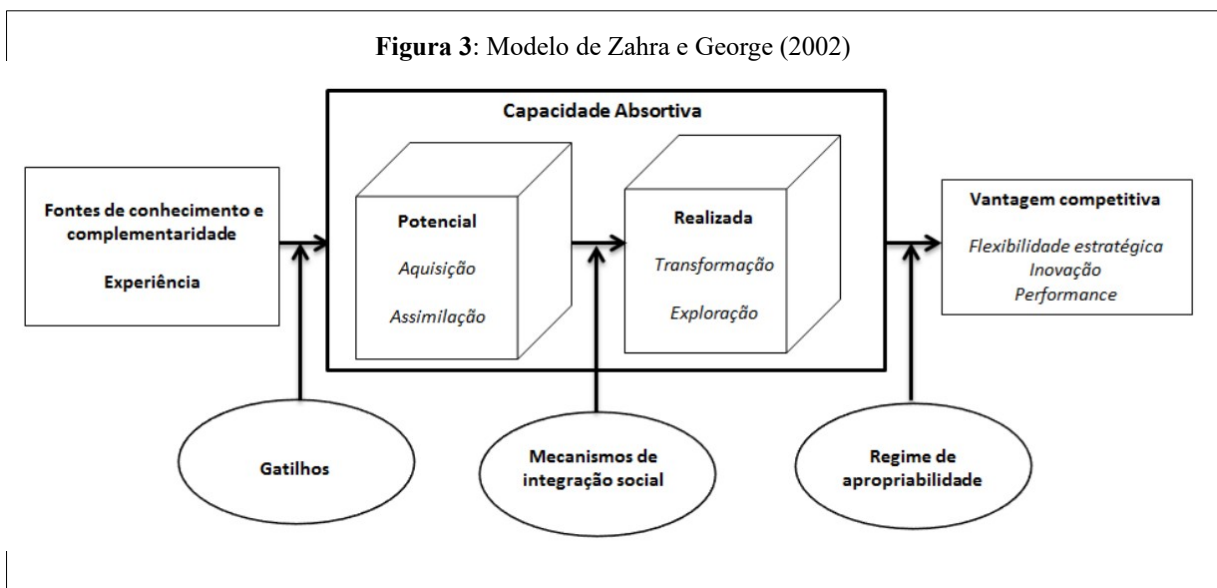 Figura 3: Modelo de Zahra e George (2002)
Capacidade Absortiva
Fontes de conhecimento e
complementaridade
Experiência
Potencial
Aquisição
Assimilação
Realizada
Transformação
Exploração
Vantagem competitiva
Flexibilidade estratégica
Inovação
Performance
Gatilhos
Mecanismos de
integração social
Regime de
apropriabilidade